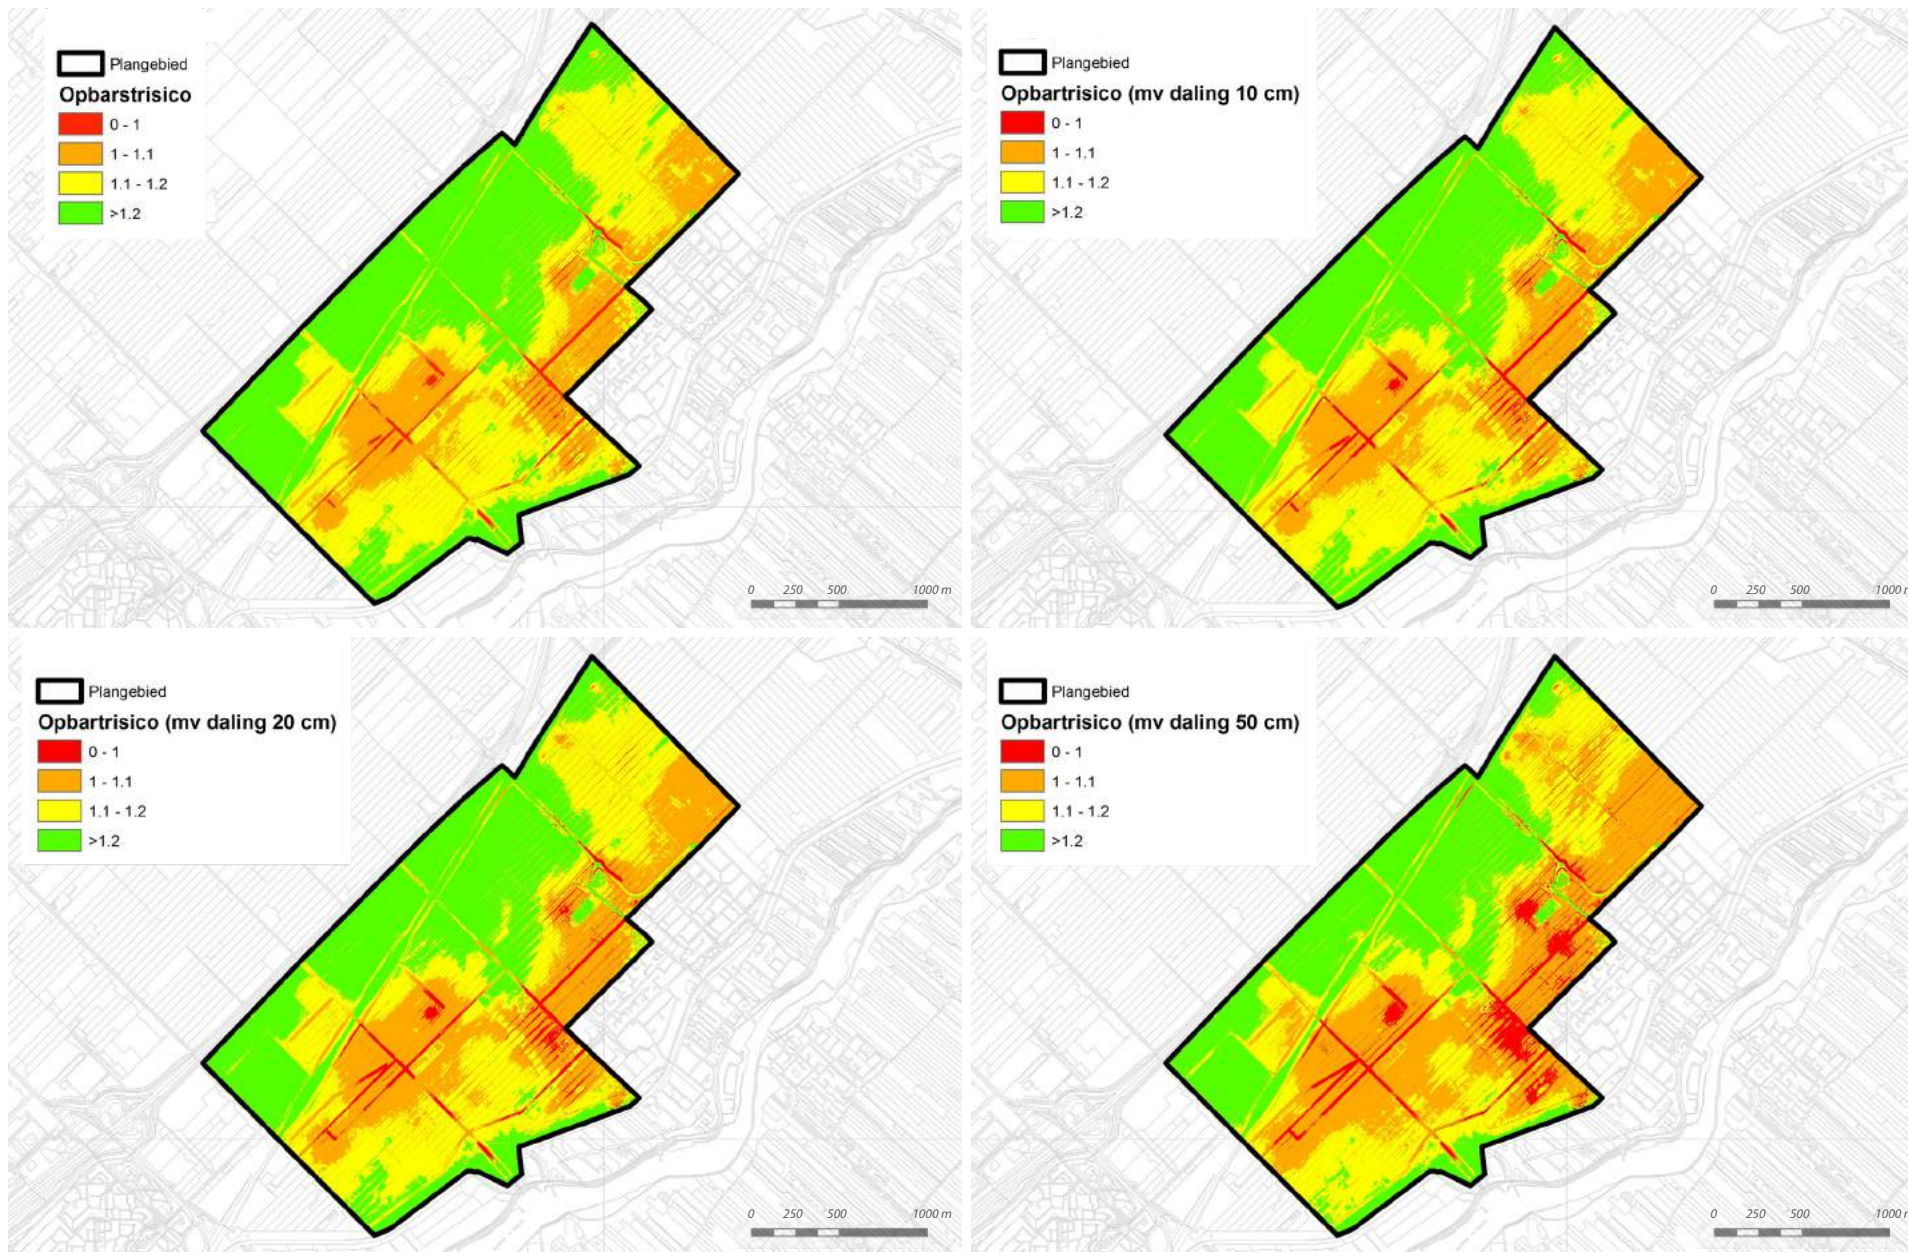 Plangebied
Opbarstrisico
0 - 1
1 - 1.1
1.1 - 1.2
>1.2
0 250 500 1000 m
Plangebied
Opbartrisico (mv daling 10 cm)
0 - 1
1 - 1.1
1.1 - 1.2
>1.2
0 250 500 1000 m
Plangebied
Opbartrisico (mv daling 20 cm)
0 - 1
1 - 1.1
1.1 - 1.2
>1.2
0 250 500 1000 m
Plangebied
Opbartrisico (mv daling 50 cm)
0 - 1
1 - 1.1
1.1 - 1.2
>1.2
0 250 500 1000 m